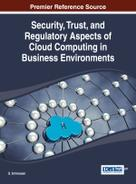 Premier Reference Source
Security, Trust, and
Regulatory Aspects of
Cloud Computing in
Business Environments
S. Srinivasan